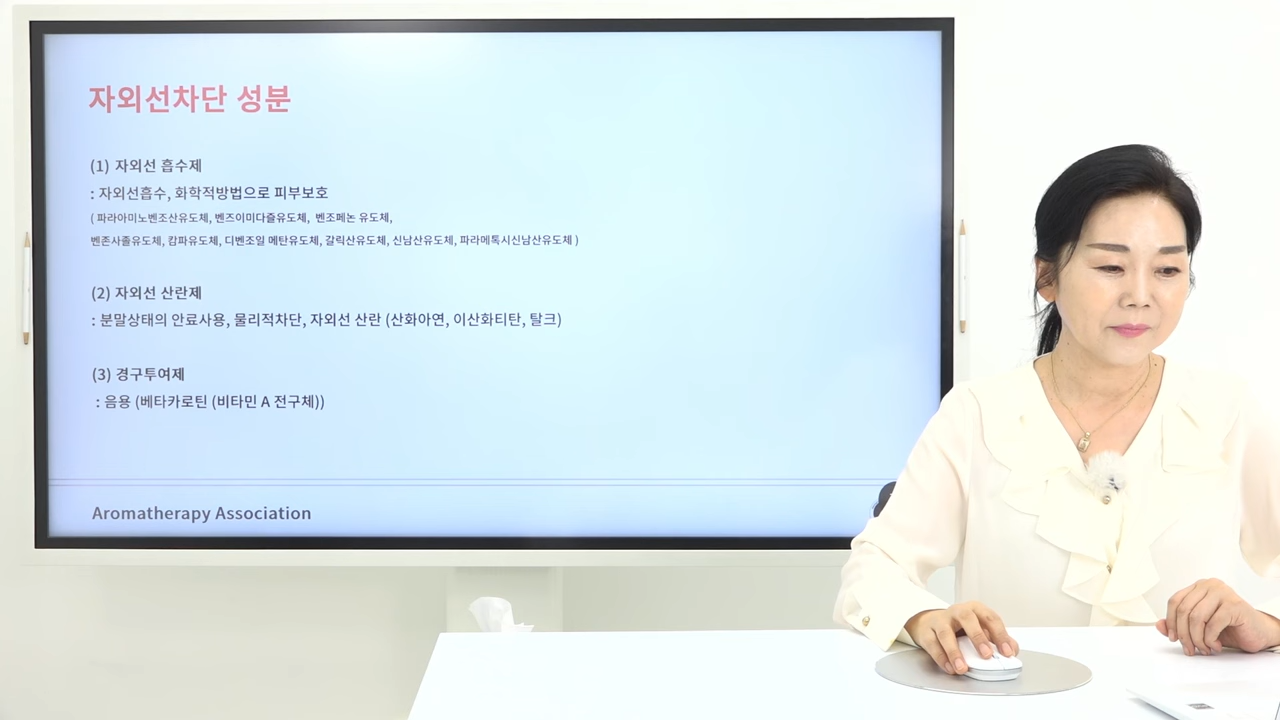 자외선차단 성분
(1) 자외선 흡수제
: 자외선흡수, 화학적방법으로 피부보호
( 파라아미노벤조산유도체, 벤즈이미다졸유도체, 벤조페논 유도체,
벤존사졸유도체, 캄파유도체, 디벤조일 메탄유도체, 갈릭산유도체, 신남산유도체, 파라메톡시신남산유도체 )
(2) 자외선 산란제
: 분말상태의 안료사용, 물리적차단, 자외선 산란 (산화아연, 이산화티탄, 탈크)
(3) 경구투여제
: 음용 (베타카로틴 (비타민 A 전구체))
Aromatherapy Association